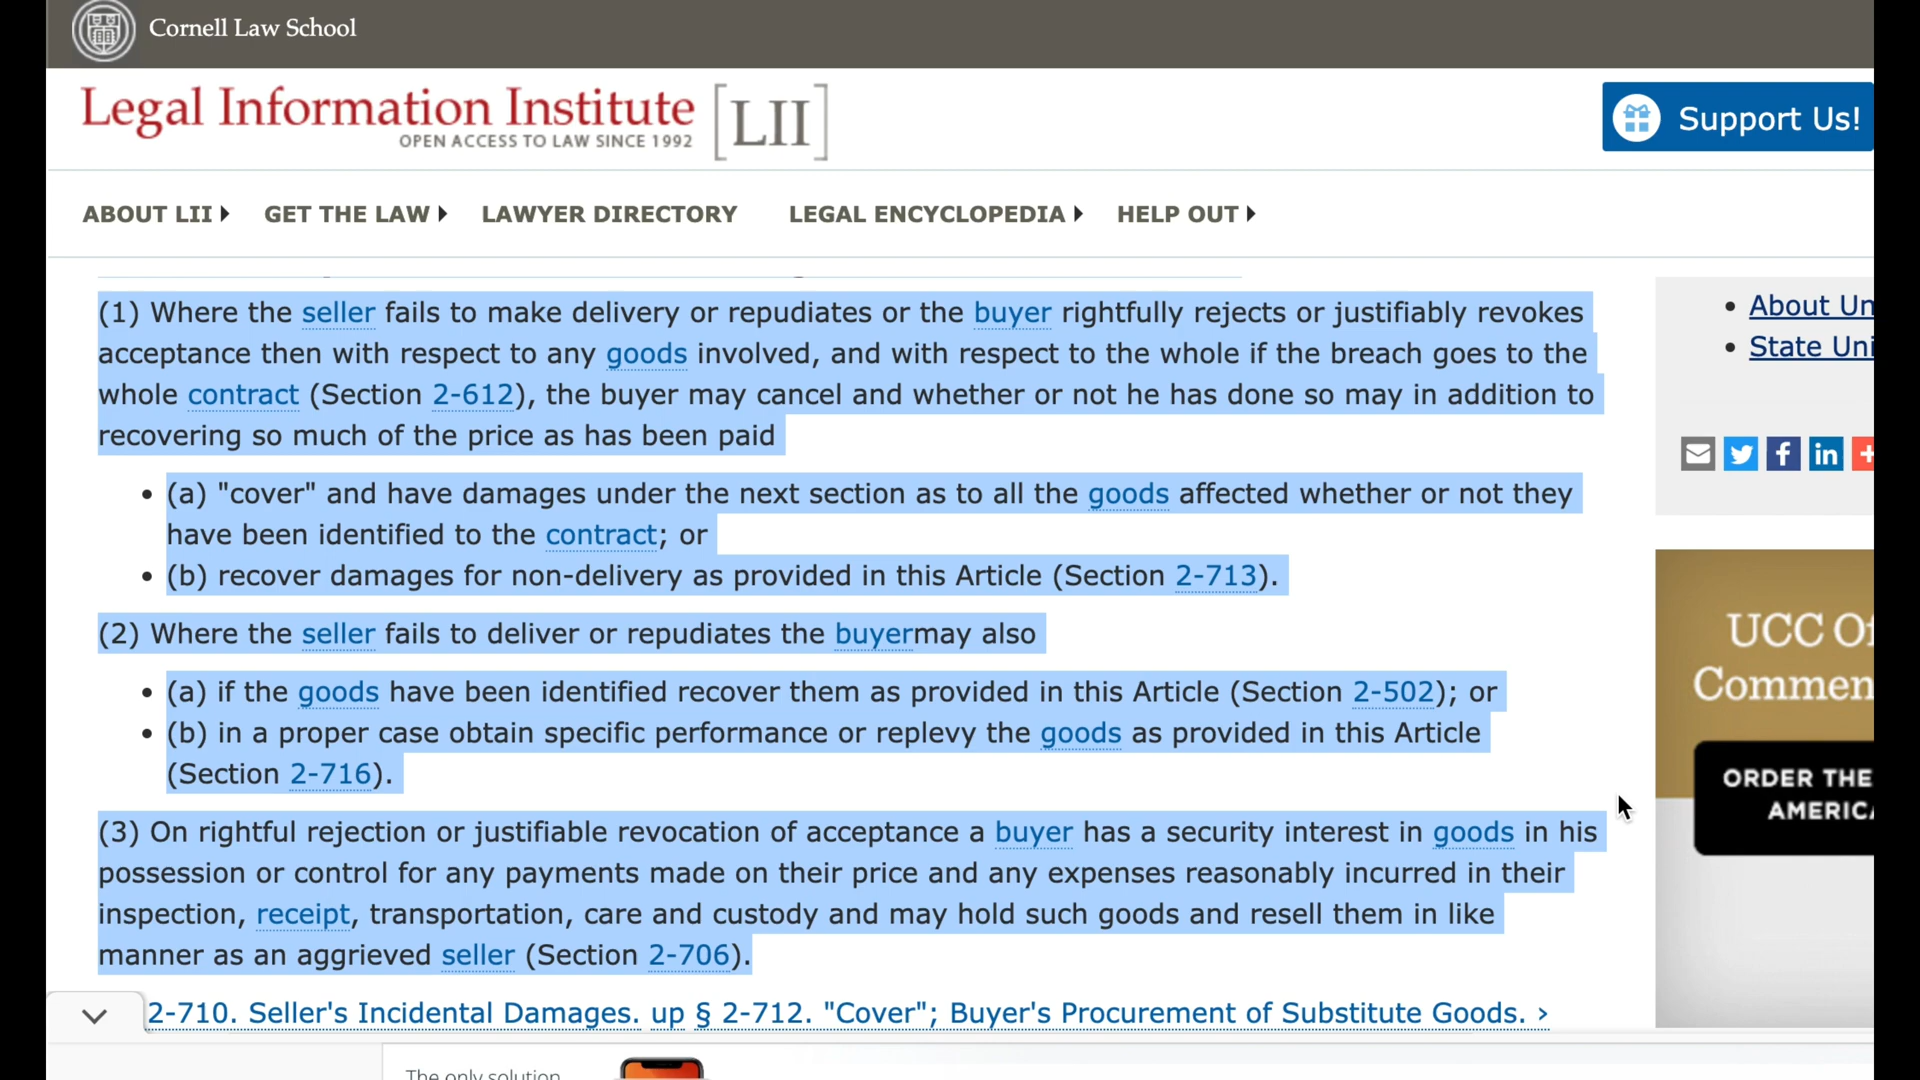 Cornell Law School
Legal Information Institute
OPEN ACCESS TO LAW SINCE 1992
[LII]
Support Us!
ABOUT LII
GET THE LAW
LAWYER DIRECTORY
LEGAL ENCYCLOPEDIA
HELP OUT
(1) Where the seller fails to make delivery or repudiates or the buyer rightfully rejects or justifiably revokes
acceptance then with respect to any goods involved, and with respect to the whole if the breach goes to the
whole contract (Section 2-612), the buyer may cancel and whether or not he has done so may in addition to
recovering so much of the price as has been paid
• (a) "cover" and have damages under the next section as to all the goods affected whether or not they
have been identified to the contract; or
• (b) recover damages for non-delivery as provided in this Article (Section 2-713).
(2) Where the seller fails to deliver or repudiates the buyermay also
• (a) if the goods have been identified recover them as provided in this Article (Section 2-502); or
• (b) in a proper case obtain specific performance or replevy the goods as provided in this Article
(Section 2-716).
(3) On rightful rejection or justifiable revocation of acceptance a buyer has a security interest in goods in his
possession or control for any payments made on their price and any expenses reasonably incurred in their
inspection, receipt, transportation, care and custody and may hold such goods and resell them in like
manner as an aggrieved seller (Section 2-706).
2-710. Seller's Incidental Damages. up § 2-712. "Cover"; Buyer's Procurement of Substitute Goods. ›
• About Un
• State Uni
UCC Of
Commen
ORDER THE
AMERICA
The only solution